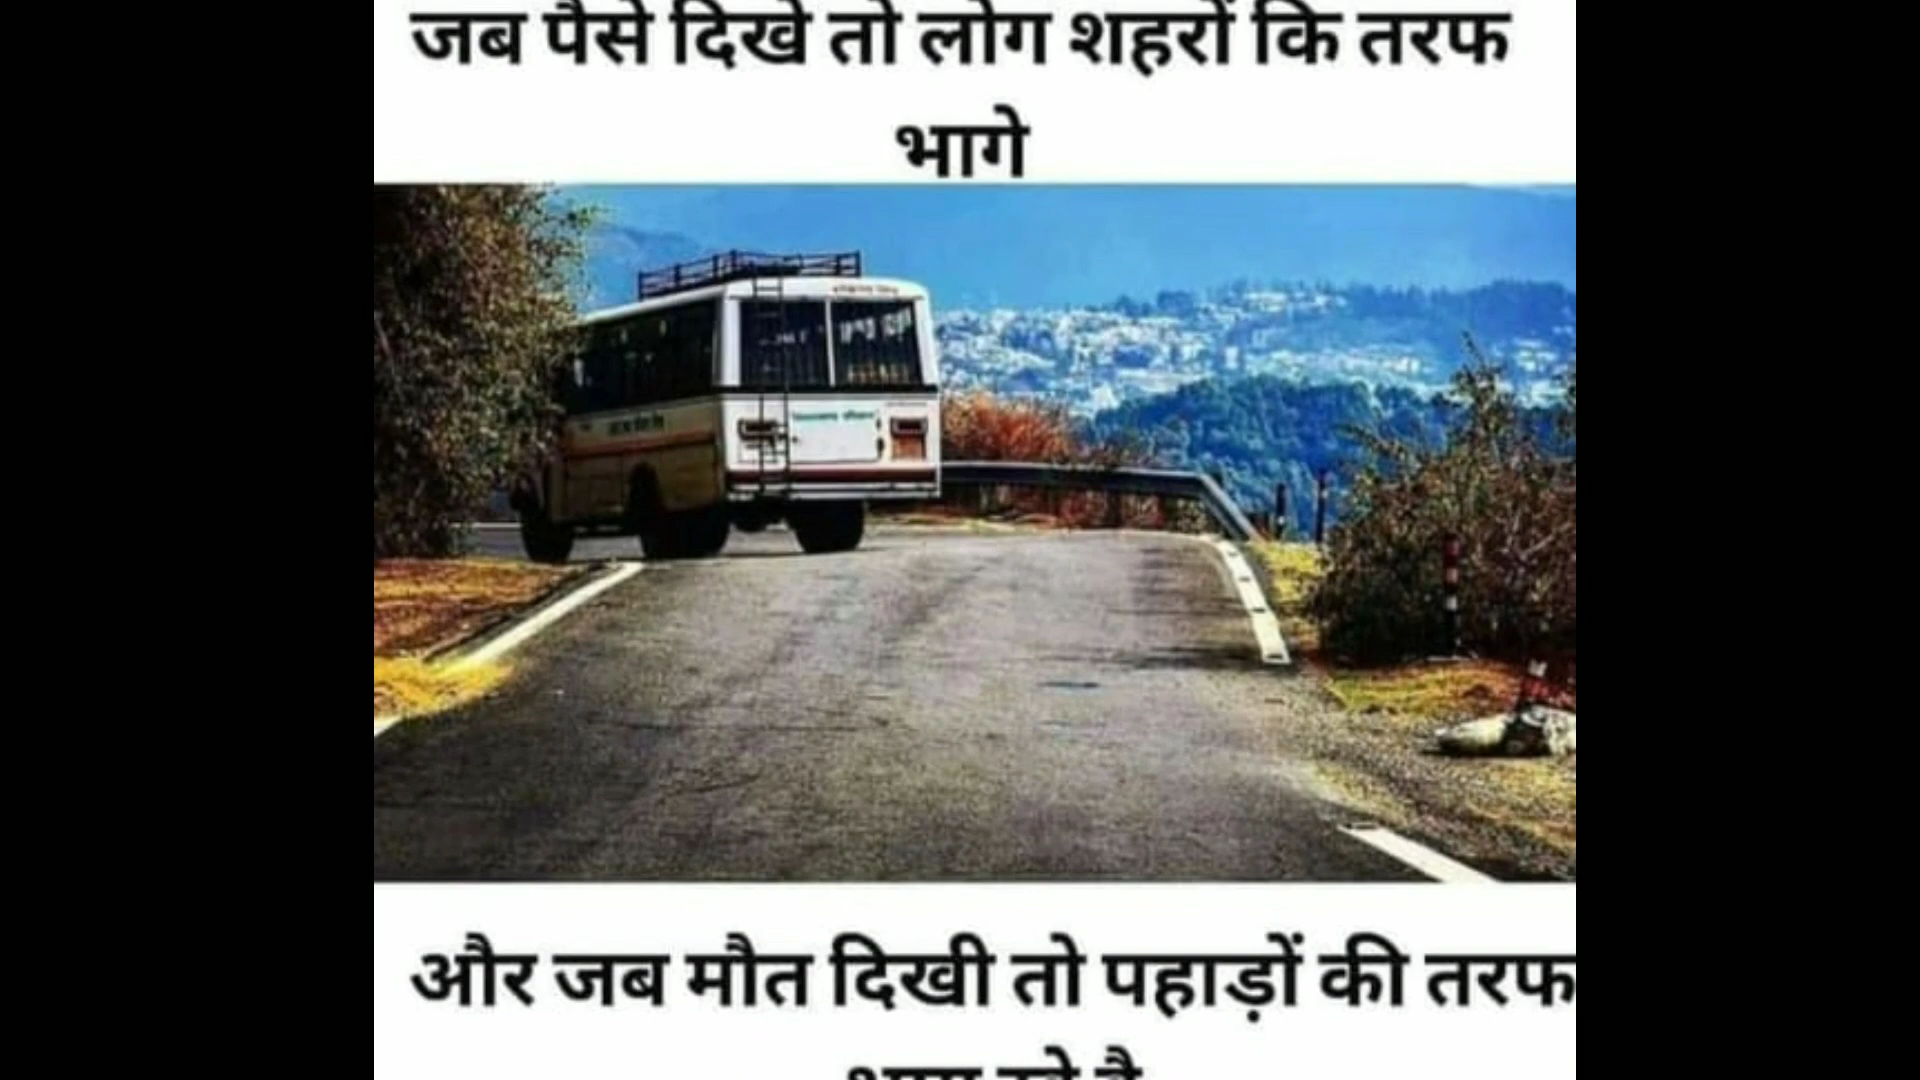 जब पैसे दिखे तो लोग शहरों कि तरफ
भागे
और जब मौत दिखी तो पहाड़ों की तरफ